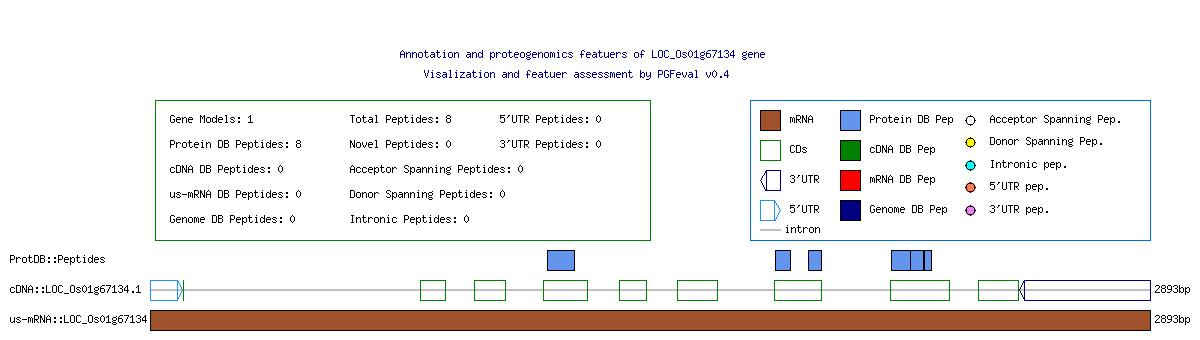 Annotation and proteogenomics featuers of LOC_Os01g67134 gene
Visalization and featuer assessment by PGFeval v0.4
Gene Models: 1 Total Peptides: 8 5'UTR Peptides: 0
Protein DB Peptides: 8 Novel Peptides: 0 3'UTR Peptides: 0
cDNA DB Peptides: 0 Acceptor Spanning Peptides: 0
us-mRNA DB Peptides: 0 Donor Spanning Peptides: 0
Genome DB Peptides: 0 Intronic Peptides: 0
mRNA Protein DB Pep Acceptor Spanning Pep.
CDs cDNA DB Pep Donor Spanning Pep.
3'UTR mRNA DB Pep Intronic pep.
5'UTR Genome DB Pep 5'UTR pep.
intron 3'UTR pep.
ProtDB::Peptides
cDNA::LOC_Os01g67134.1 2893bp
us-mRNA::LOC_Os01g67134 2893bp